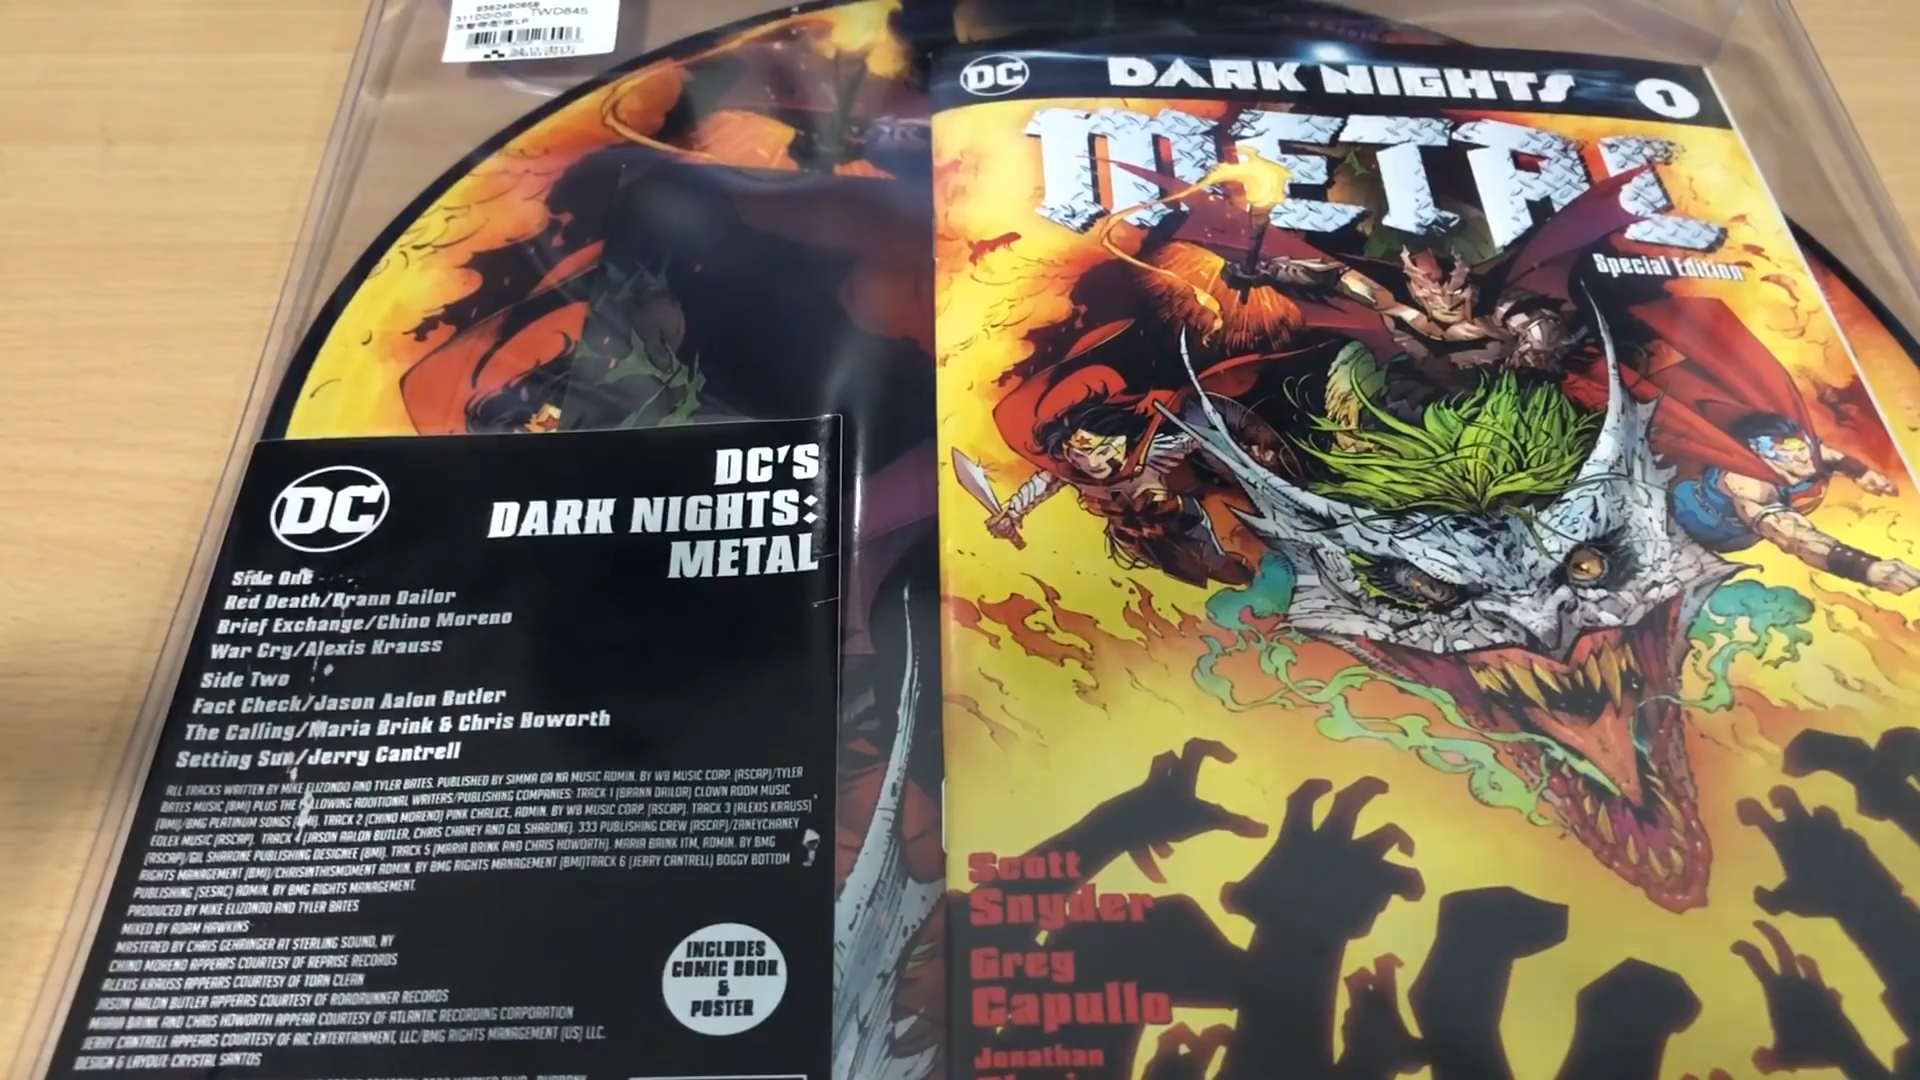 TWD845
DC
DARK NIGHTS
1
METAL
Special Edition
Scott
Snyder
Greg
Capullo
Jonathan
DC
DC'S
DARK NIGHTS:
METAL
Side One
Red Death/Brann Dailor
Brief Exchange/Chino Moreno
War Cry/Alexis Krauss
Side Two
Fact Check/Jason Aalon Butler
The Calling/Maria Brink & Chris Howorth
Setting Sun/Jerry Cantrell
ALL TRACKS WRITTEN BY MIKE ELIZONDO AND TYLER BATES. PUBLISHED BY SIMMA DA NA MUSIC ADMIN. BY WB MUSIC CORP. (ASCAP)/TYLER
BATES MUSIC (BMI) PLUS THE FOLLOWING ADDITIONAL WRITERS/PUBLISHING COMPANIES: TRACK 1 (BRANN DAILOR) CLOWN ROOM MUSIC
(BMI)/BMG PLATINUM SONGS (BMI). TRACK 2 (CHINO MORENO) PINK CHALICE, ADMIN. BY WB MUSIC CORP. (ASCAP). TRACK 3 (ALEXIS KRAUSS)
EOLEX MUSIC (ASCAP). TRACK 4 (JASON AALON BUTLER, CHRIS CHANEY AND GIL SHARONE). 333 PUBLISHING CREW (ASCAP)/ZANEYCHANEY
(ASCAP)/GIL SHARONE PUBLISHING DESIGNEE (BMI). TRACK 5 (MARIA BRINK AND CHRIS HOWORTH). MARIA BRINK ITM, ADMIN. BY BMG
RIGHTS MANAGEMENT (BMI)/CHRISINTHISMOMENT ADMIN. BY BMG RIGHTS MANAGEMENT (BMI)TRACK 6 (JERRY CANTRELL) BOGGY BOTTOM
PUBLISHING (SESAC) ADMIN. BY BMG RIGHTS MANAGEMENT.
PRODUCED BY MIKE ELIZONDO AND TYLER BATES
MIXED BY ADAM HAWKINS
MASTERED BY CHRIS GEHRINGER AT STERLING SOUND, NY
CHINO MORENO APPEARS COURTESY OF REPRISE RECORDS
ALEXIS KRAUSS APPEARS COURTESY OF TORN CLEAN
JASON AALON BUTLER APPEARS COURTESY OF ROADRUNNER RECORDS
MARIA BRINK AND CHRIS HOWORTH APPEAR COURTESY OF ATLANTIC RECORDING CORPORATION
JERRY CANTRELL APPEARS COURTESY OF AIC ENTERTAINMENT, LLC/BMG RIGHTS MANAGEMENT (US) LLC.
DESIGN & LAYOUT: CRYSTAL SANTOS
INCLUDES
COMIC BOOK
&
POSTER